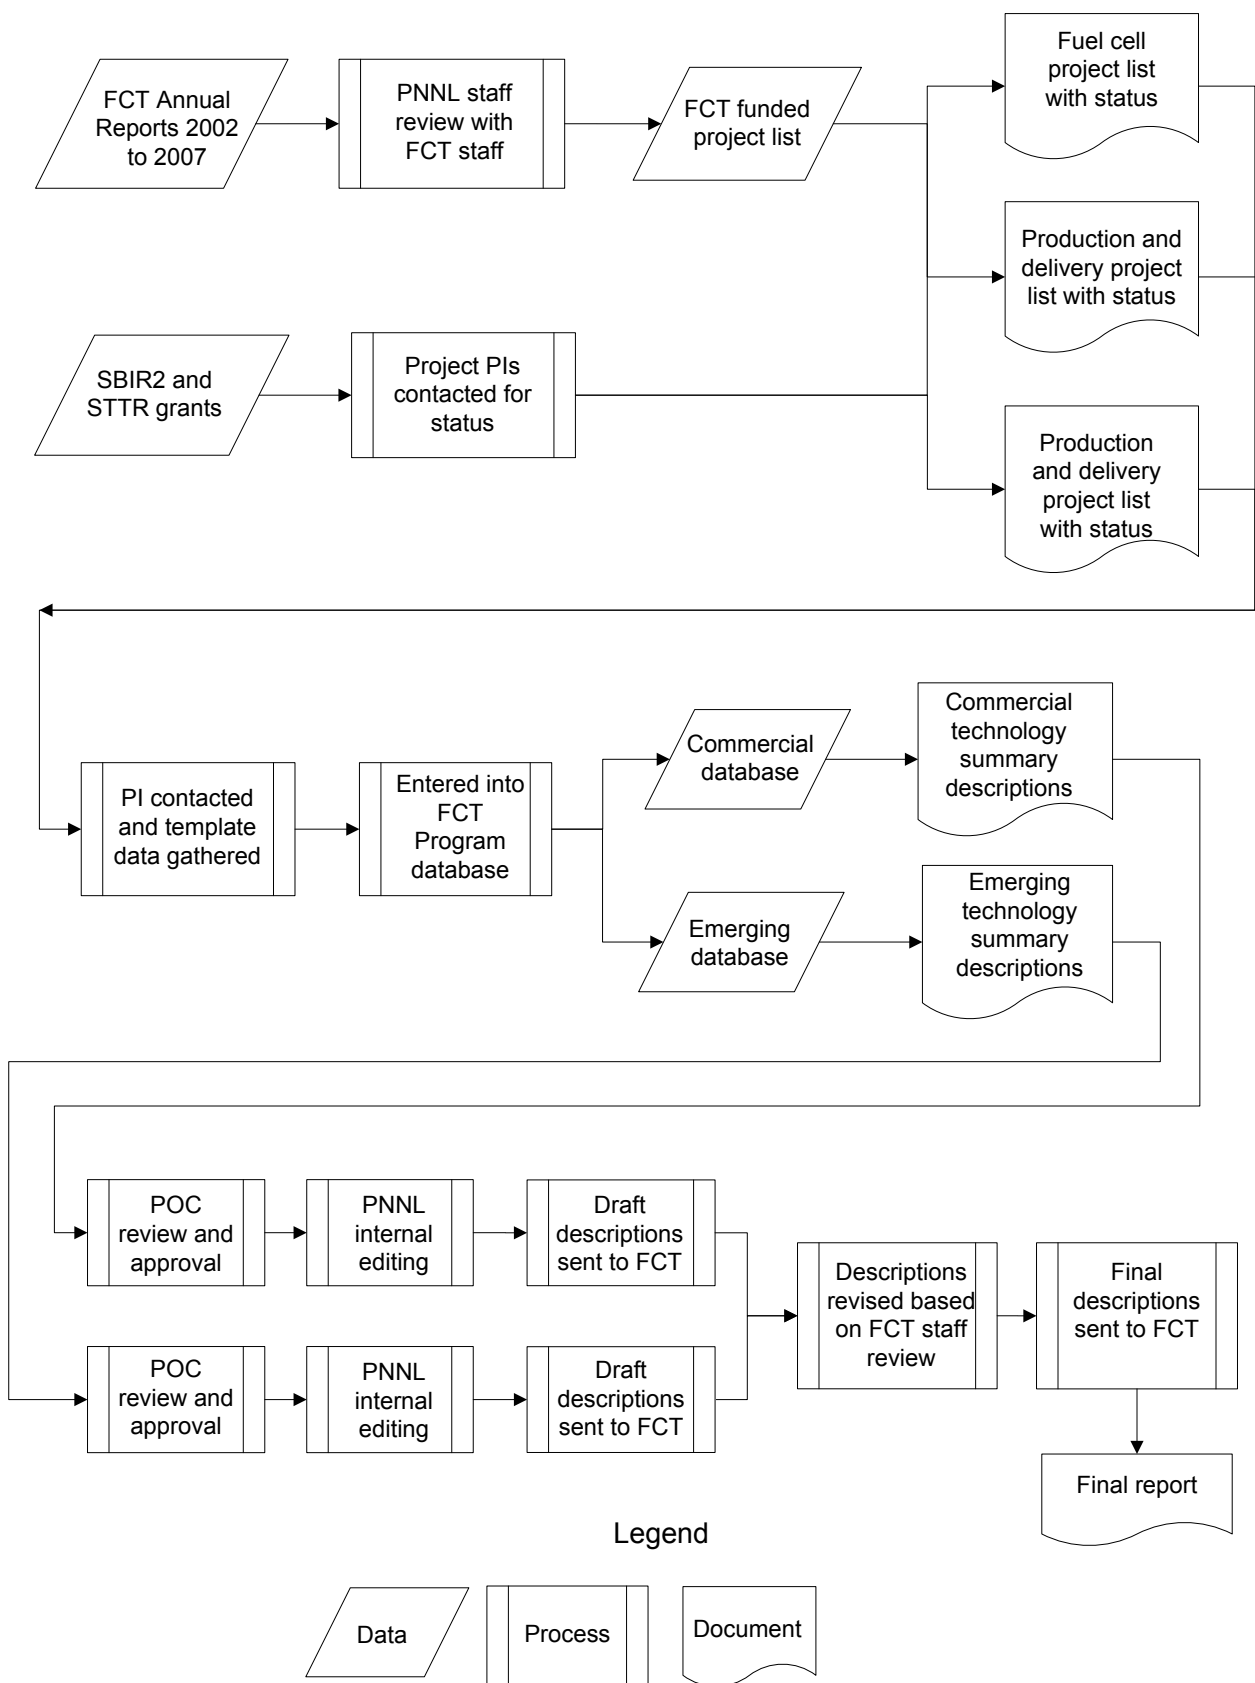 FCT Annual
Reports 2002
to 2007
PNNL staff
review with
FCT staff
FCT funded
project list
Fuel cell
project list
with status
Production and
delivery project
list with status
SBIR2 and
STTR grants
Project PIs
contacted for
status
Production
and delivery
project list
with status
PI contacted
and template
data gathered
Entered into
FCT
Program
database
Commercial
database
Commercial
technology
summary
descriptions
Emerging
database
Emerging
technology
summary
descriptions
POC
review and
approval
PNNL
internal
editing
Draft
descriptions
sent to FCT
POC
review and
approval
PNNL
internal
editing
Draft
descriptions
sent to FCT
Descriptions
revised based
on FCT staff
review
Final
descriptions
sent to FCT
Final report
Legend
Data
Process
Document